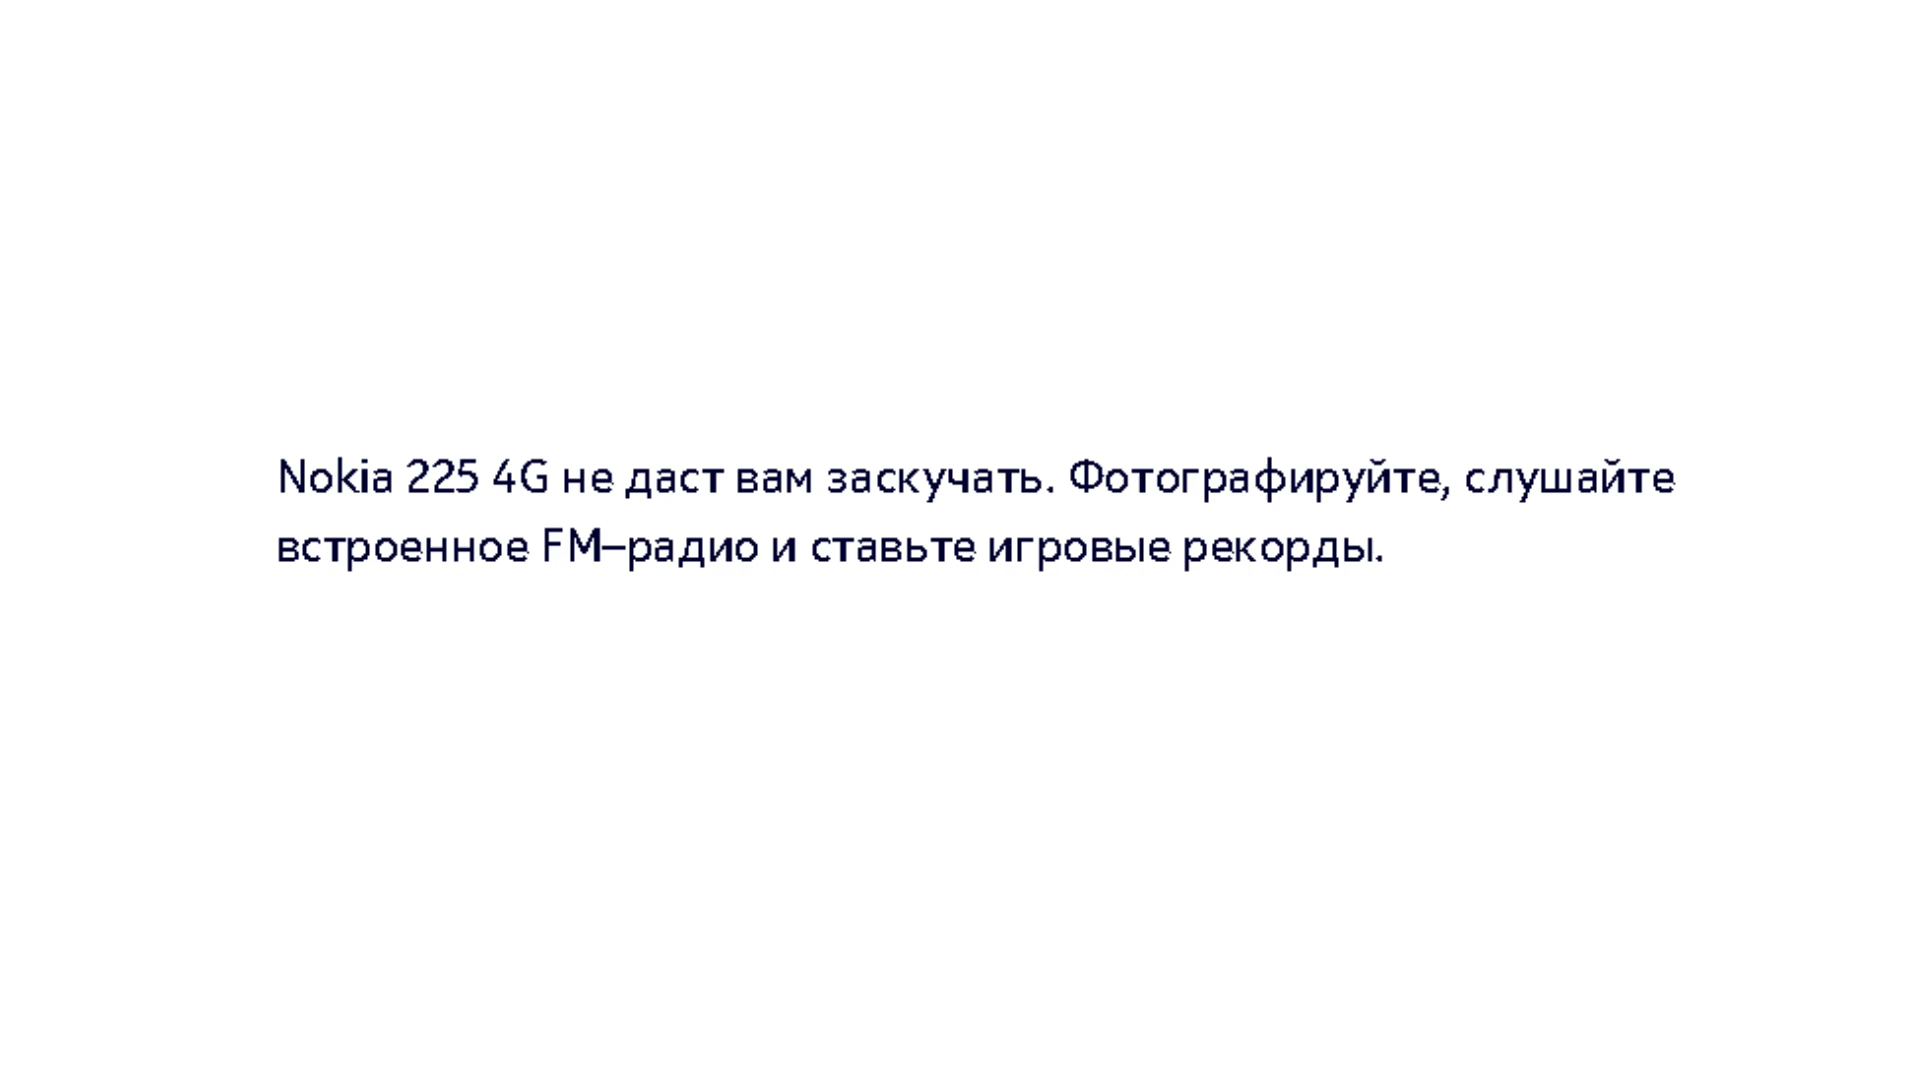 Nokia 225 4G не даст вам заскучать. Фотографируйте, слушайте
встроенное FM–радио и ставьте игровые рекорды.